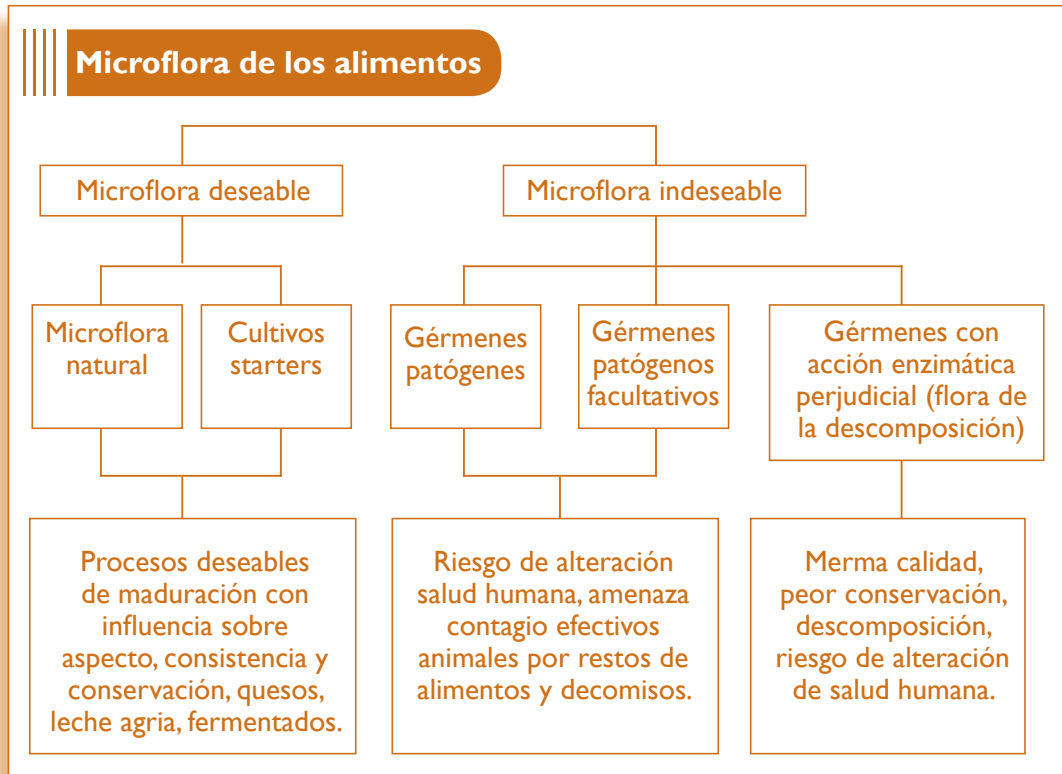 Microflora de los alimentos
Microflora deseable
Microflora indeseable
Microflora
natural
Cultivos
starters
Gérmenes
patógenes
Gérmenes
patógenos
facultativos
Gérmenes con
acción enzimática
perjudicial (flora de
la descomposición)
Procesos deseables
de maduración con
influencia sobre
aspecto, consistencia y
conservación, quesos,
leche agria, fermentados.
Riesgo de alteración
salud humana, amenaza
contagio efectivos
animales por restos de
alimentos y decomisos.
Merma calidad,
peor conservación,
descomposición,
riesgo de alteración
de salud humana.